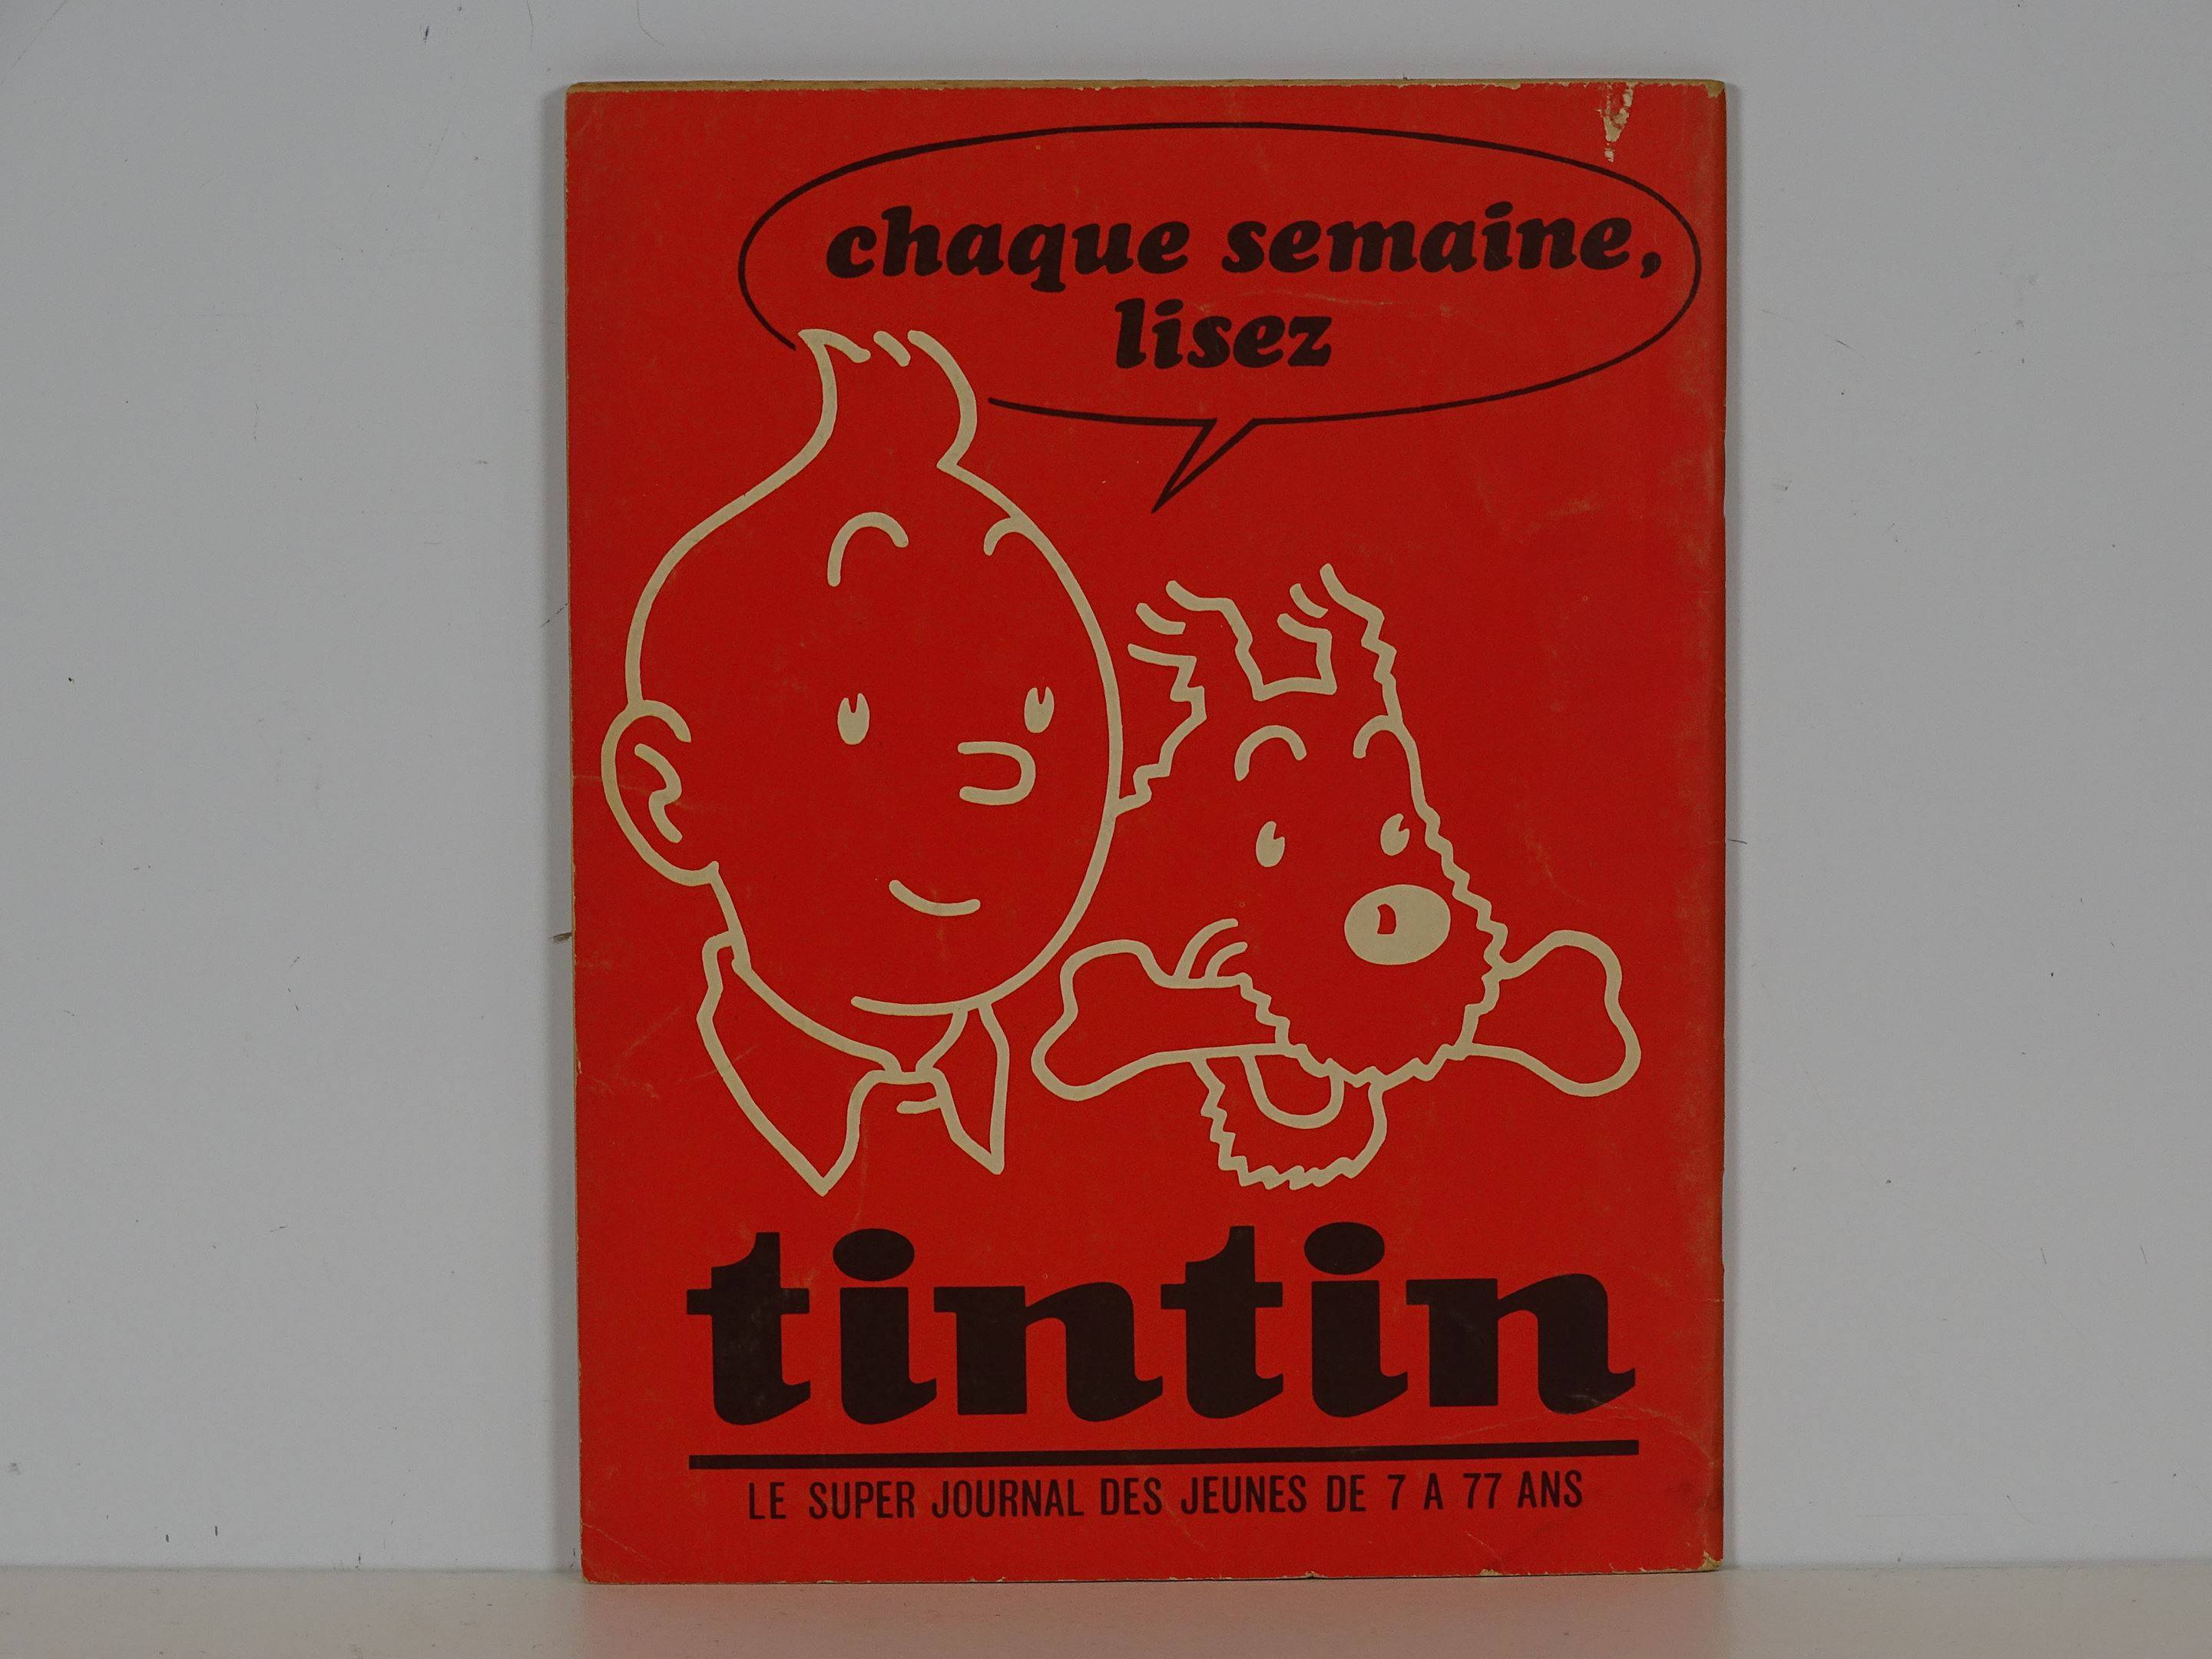 chaque semaine,
lisez
tintin
LE SUPER JOURNAL DES JEUNES DE 7 A 77 ANS